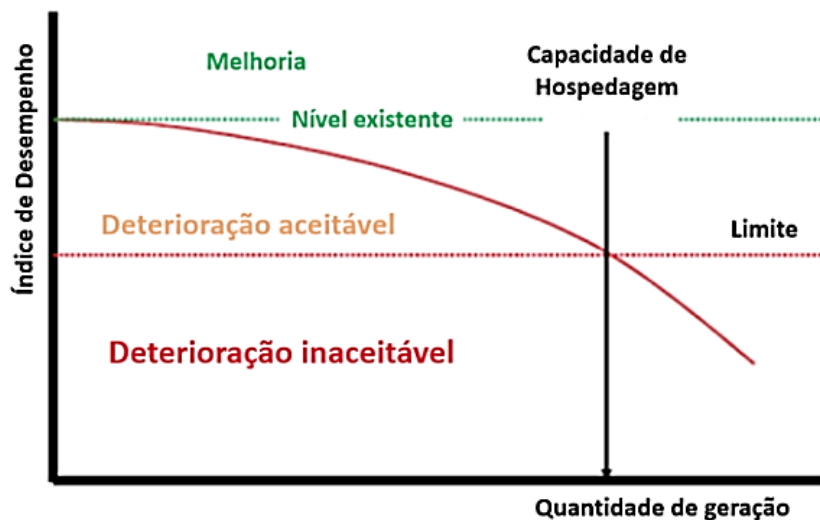 Melhoria
Capacidade de
Hospedagem
Nível existente
Índice de Desempenho
Deterioração aceitável
Limite
Deterioração inaceitável
Quantidade de geração